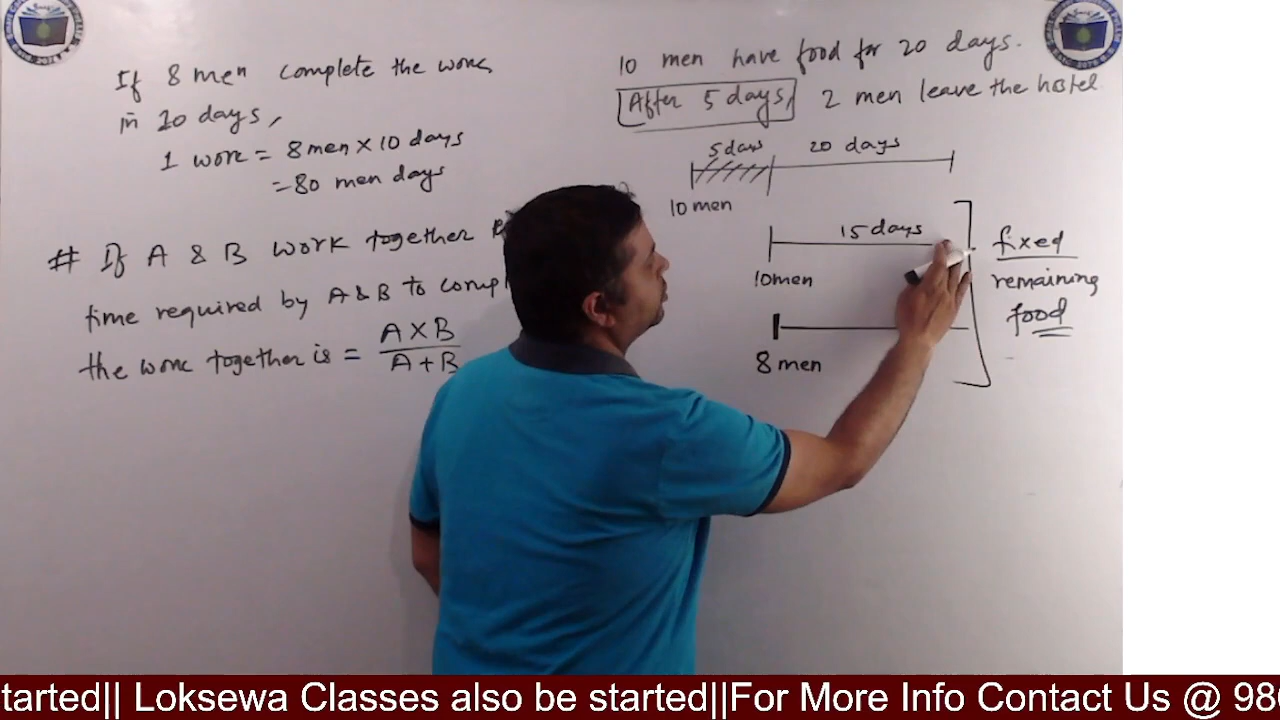 If 8 men complete the work
in 10 days,
1 work = 8 men × 10 days
= 80 men days
# If A & B work together
time required by A & B to
the work together is = A × B
A + B
10 men have food for 20 days.
After 5 days, 2 men leave the hostel
5 days 20 days
10 men
15 days
10 men
8 men
fixed
remaining
food
tarted|| Loksewa Classes also be started||For More Info Contact Us @ 98